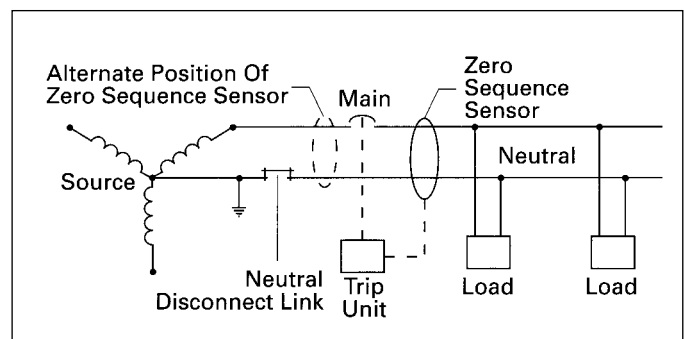 Alternate Position Of
Zero Sequence Sensor
Main
Zero
Sequence
Sensor
Neutral
Source
Neutral
Disconnect Link
Trip
Unit
Load
Load